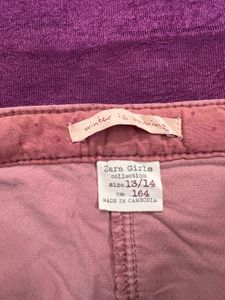 winter is coming
Zara Girls
collection
size 13/14
cm 164
MADE IN CAMBODIA